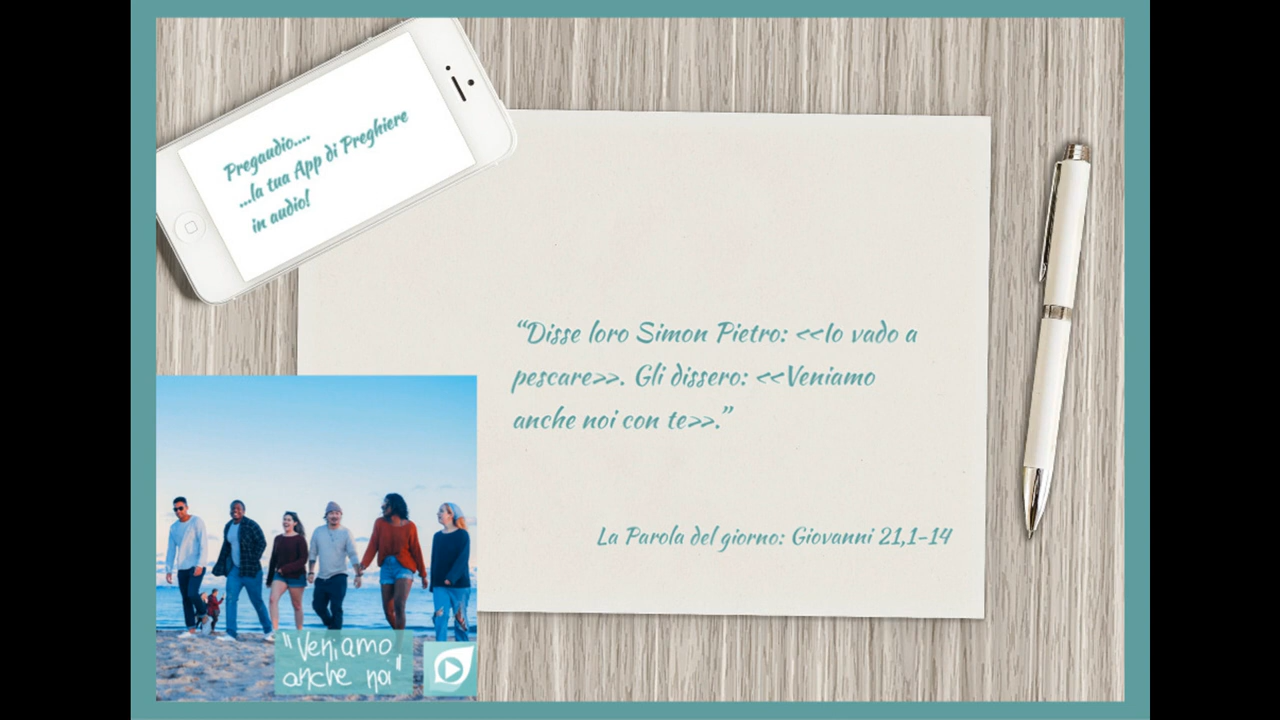 Pregaudio....
...la tua App di Preghiere
in audio!
“Disse loro Simon Pietro: <<Io vado a
pescare>>. Gli dissero: <<Veniamo
anche noi con te>>.”
La Parola del giorno: Giovanni 21,1-14
"Veniamo
anche noi"